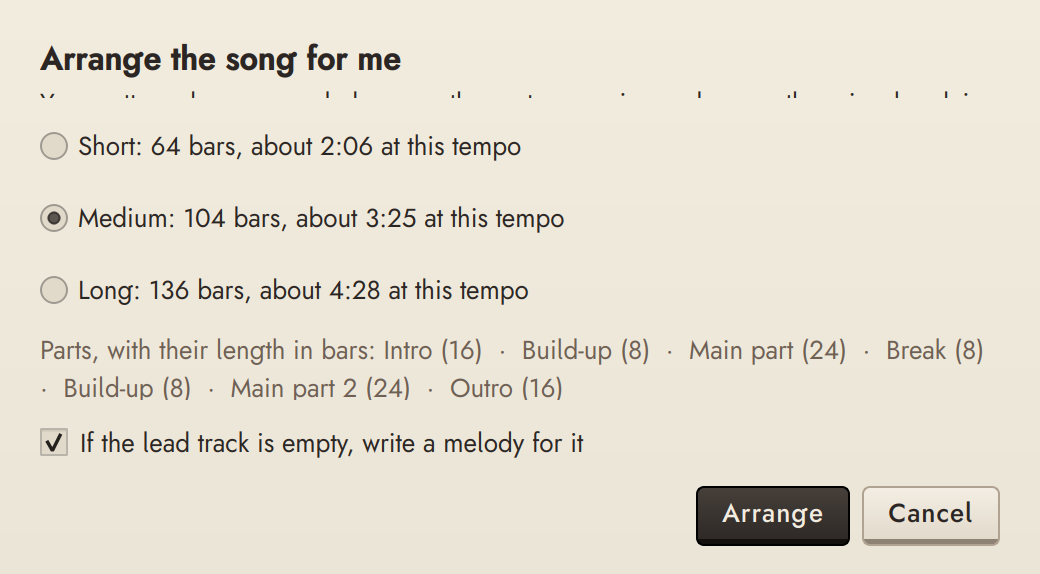 Arrange the song for me
Short: 64 bars, about 2:06 at this tempo
Medium: 104 bars, about 3:25 at this tempo
Long: 136 bars, about 4:28 at this tempo
Parts, with their length in bars: Intro (16) · Build-up (8) · Main part (24) · Break (8)
· Build-up (8) · Main part 2 (24) · Outro (16)
If the lead track is empty, write a melody for it
Arrange Cancel